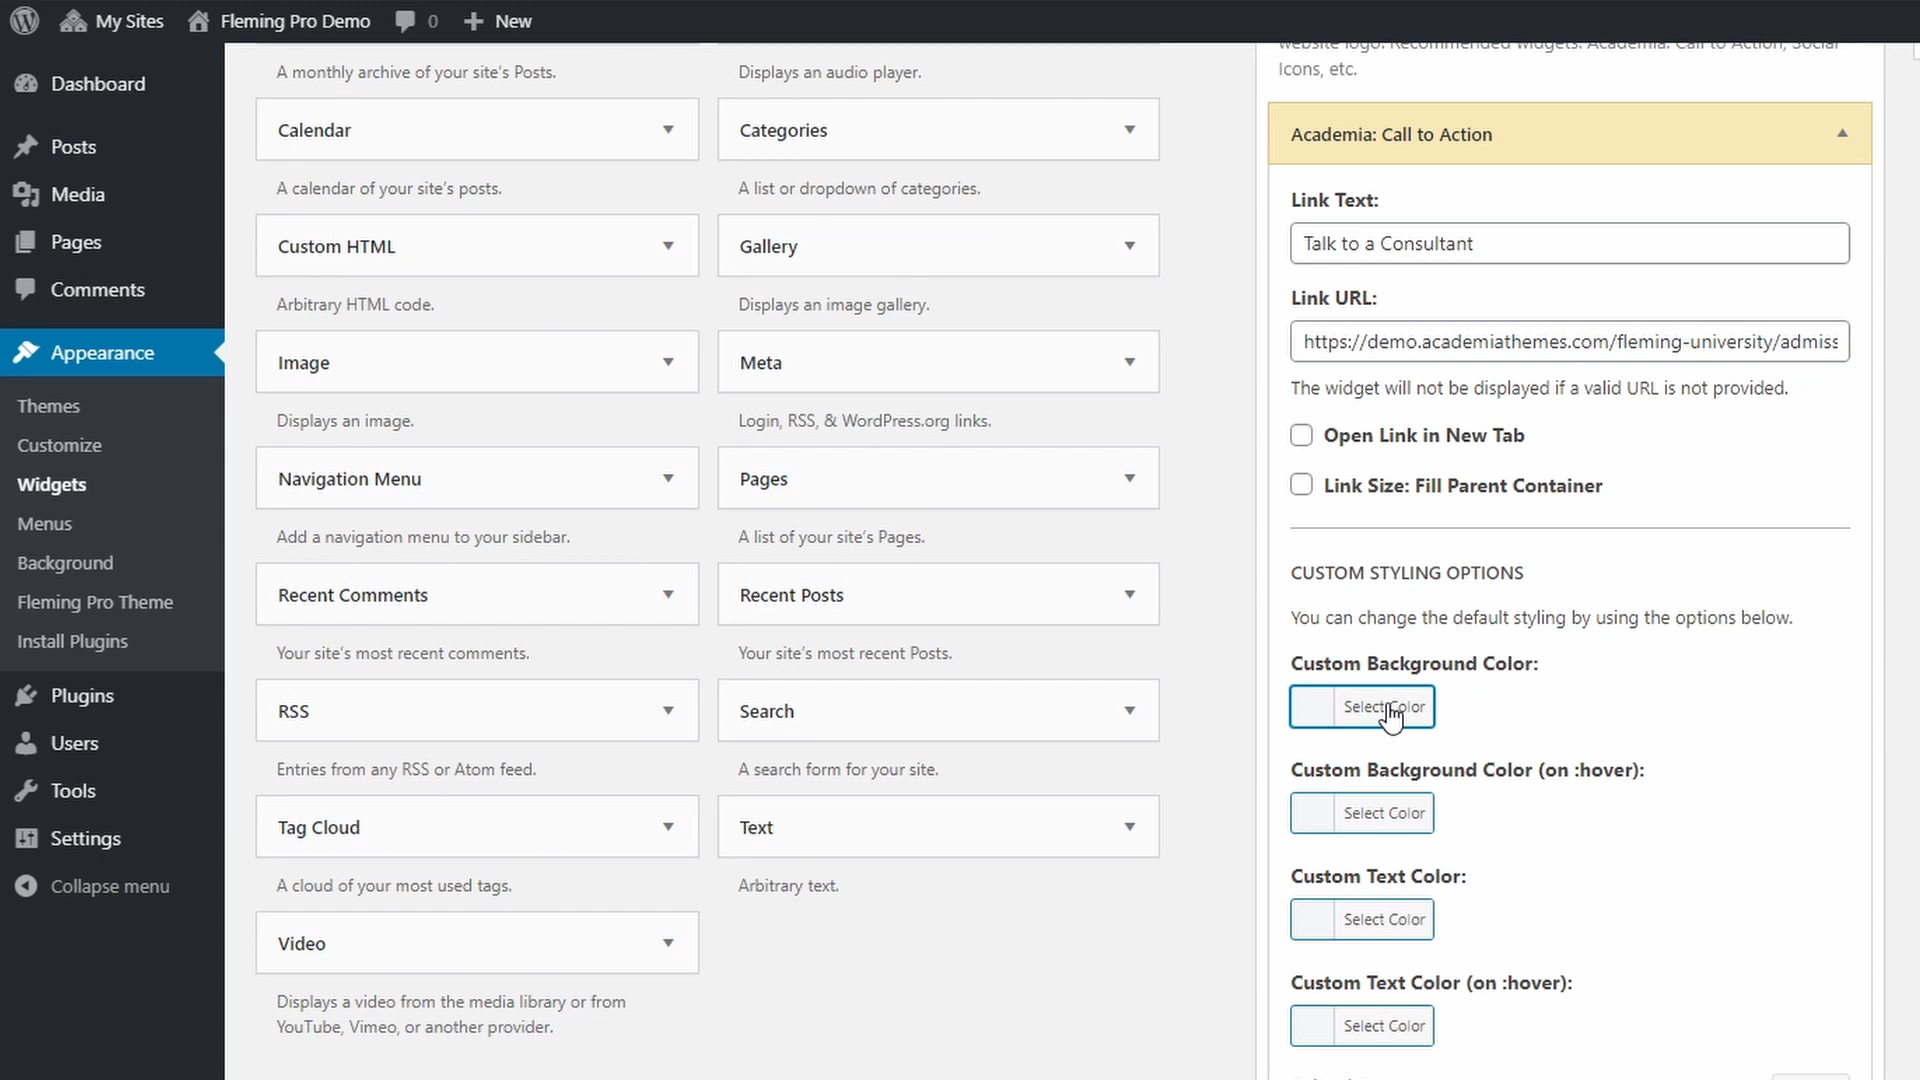 My Sites
Fleming Pro Demo
0
New
Dashboard
Posts
Media
Pages
Comments
Appearance
Themes
Customize
Widgets
Menus
Background
Fleming Pro Theme
Install Plugins
Plugins
Users
Tools
Settings
Collapse menu
A monthly archive of your site's Posts.
Calendar
A calendar of your site's posts.
Custom HTML
Arbitrary HTML code.
Image
Displays an image.
Navigation Menu
Add a navigation menu to your sidebar.
Recent Comments
Your site's most recent comments.
RSS
Entries from any RSS or Atom feed.
Tag Cloud
A cloud of your most used tags.
Video
Displays a video from the media library or from
YouTube, Vimeo, or another provider.
Displays an audio player.
Categories
A list or dropdown of categories.
Gallery
Displays an image gallery.
Meta
Login, RSS, & WordPress.org links.
Pages
A list of your site's Pages.
Recent Posts
Your site's most recent Posts.
Search
A search form for your site.
Text
Arbitrary text.
website logo. Recommended widgets: Academia: Call to Action, Social
Icons, etc.
Academia: Call to Action
Link Text:
Talk to a Consultant
Link URL:
https://demo.academiathemes.com/fleming-university/admiss
The widget will not be displayed if a valid URL is not provided.
Open Link in New Tab
Link Size: Fill Parent Container
CUSTOM STYLING OPTIONS
You can change the default styling by using the options below.
Custom Background Color:
Select Color
Custom Background Color (on :hover):
Select Color
Custom Text Color:
Select Color
Custom Text Color (on :hover):
Select Color